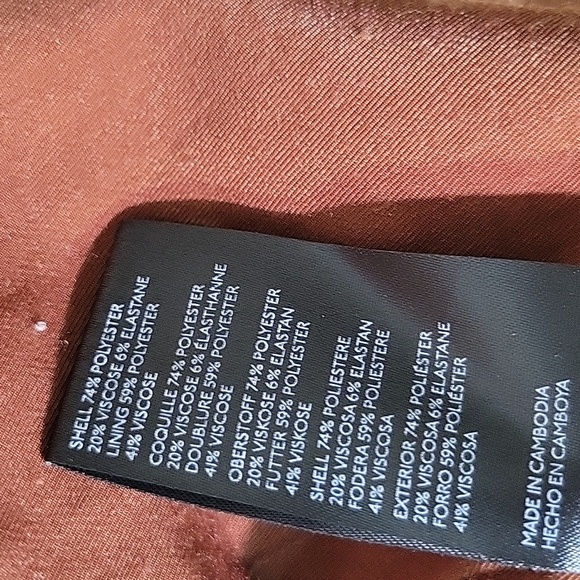 SHELL 74% POLYESTER
20% VISCOSE 6% ELASTANE
LINING 59% POLYESTER
41% VISCOSE
COQUILLE 74% POLYESTER
20% VISCOSE 6% ÉLASTHANNE
DOUBLURE 59% POLYESTER
41% VISCOSE
OBERSTOFF 74% POLYESTER
20% VISKOSE 6% ELASTAN
FUTTER 59% POLYESTER
41% VISKOSE
SHELL 74% POLIESTERE
20% VISCOSA 6% ELASTAN
FODERA 59% POLIESTERE
41% VISCOSA
EXTERIOR 74% POLIÉSTER
20% VISCOSA 6% ELASTANE
FORRO 59% POLIÉSTER
41% VISCOSA
MADE IN CAMBODIA
HECHO EN CAMBOYA